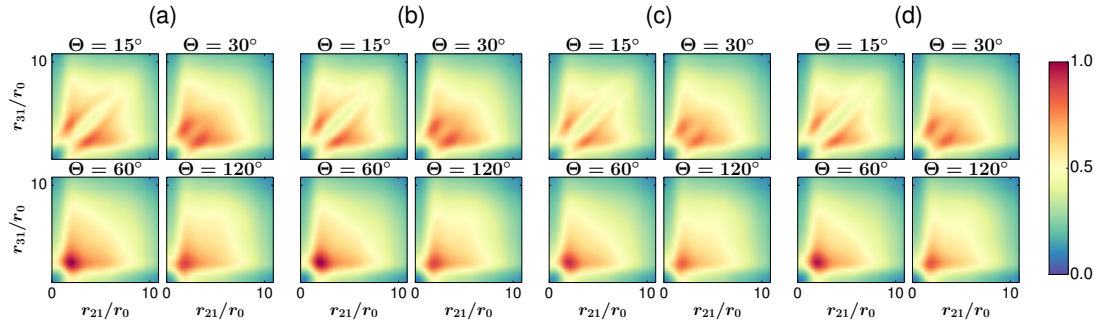 (a) (b) (c) (d)
Θ = 15° Θ = 30° Θ = 15° Θ = 30° Θ = 15° Θ = 30° Θ = 15° Θ = 30°
10 1.0
r31/r0
Θ = 60° Θ = 120° Θ = 60° Θ = 120° Θ = 60° Θ = 120° Θ = 60° Θ = 120°
0.5
10
r31/r0
0.0
0 10 0 10 0 10 0 10
r21/r0 r21/r0 r21/r0 r21/r0 r21/r0 r21/r0 r21/r0 r21/r0